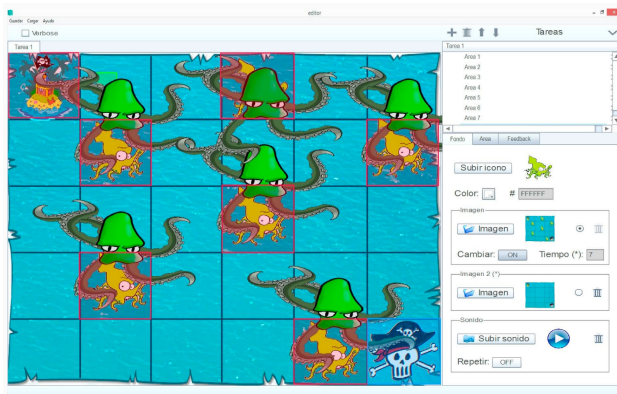 editor
Guardar Cargar Ayuda
Verbose
Tareas
Tarea 1
Tarea 1
Area 1
Area 2
Area 3
Area 4
Area 5
Area 6
Area 7
Fondo Area Feedback
Subir icono
Color: # FFFFFF
Imagen
Imagen
Cambiar: ON Tiempo (*): 7
Imagen 2 (*)
Imagen
Sonido
Subir sonido
Repetir: OFF